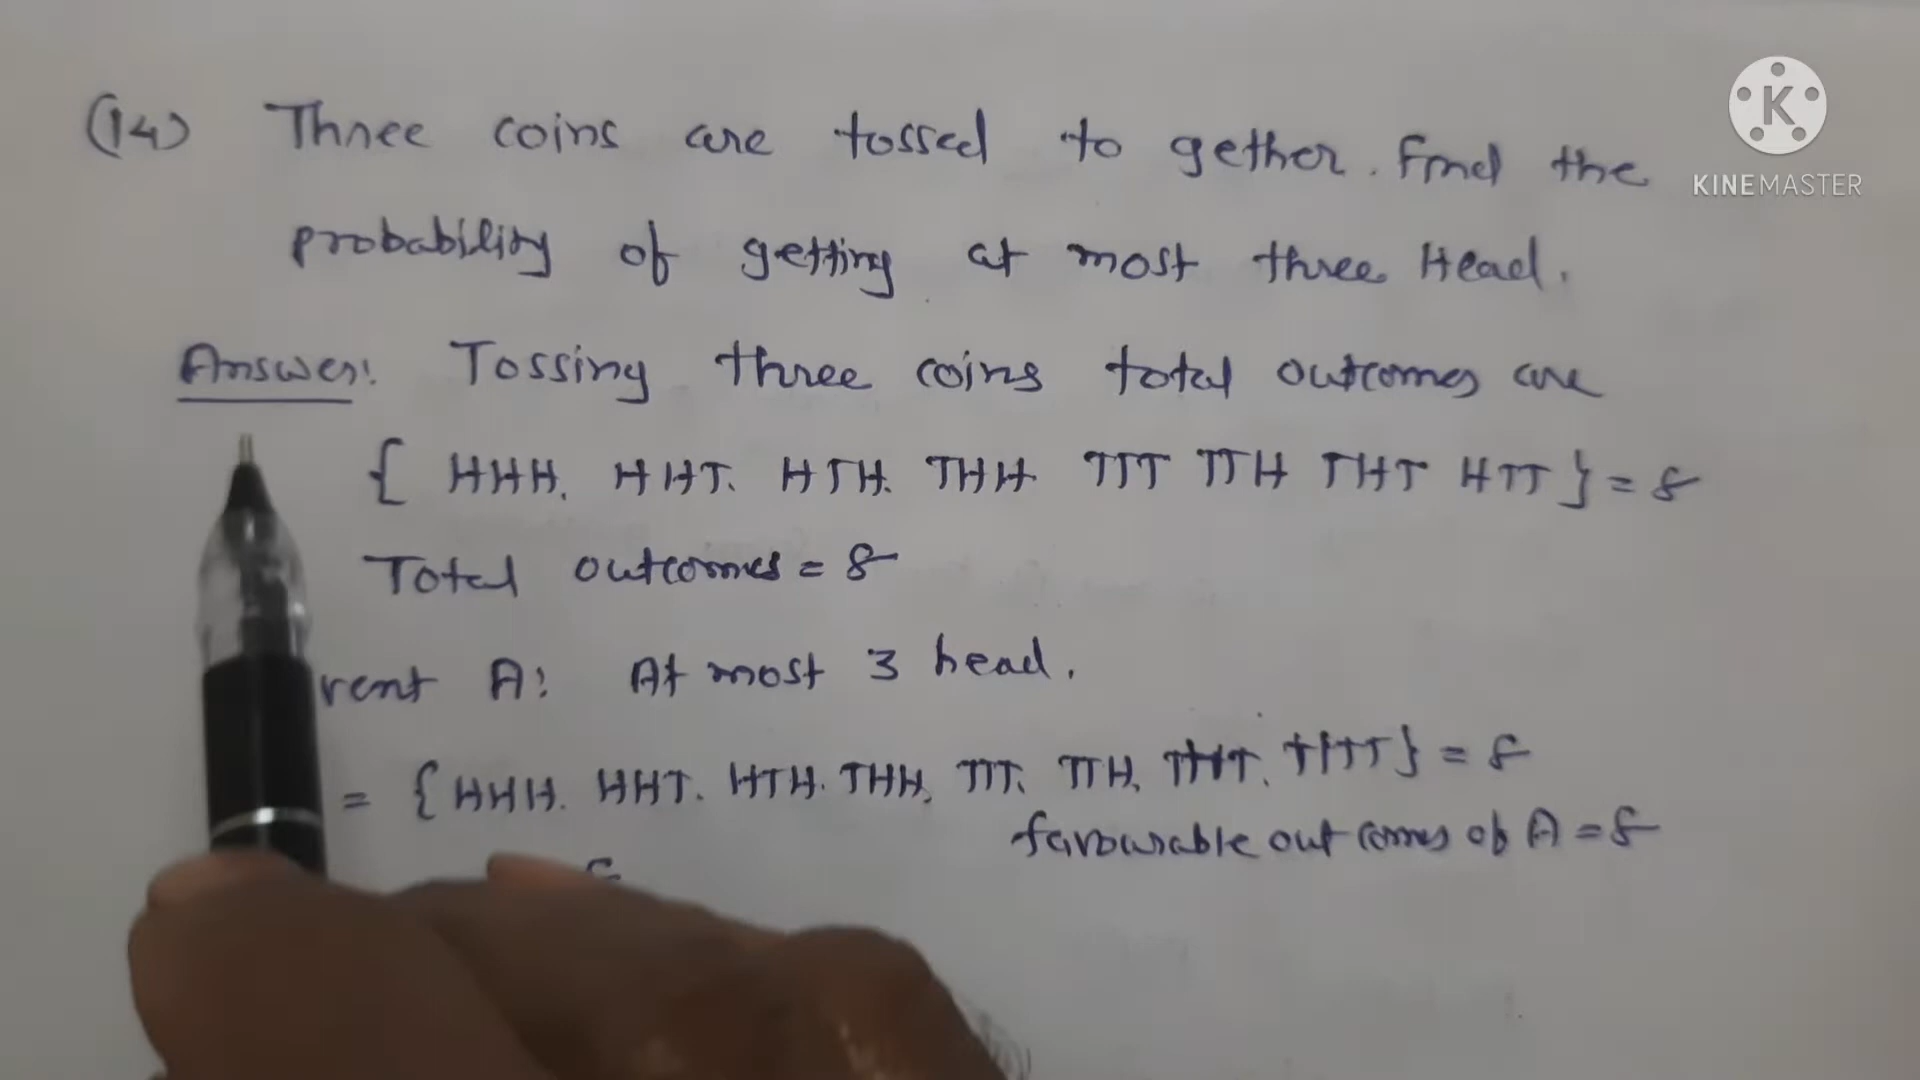 (14) Three coins are tossed to gether. Find the
K
KINEMASTER
probability of getting at most three Head.
Answer: Tossing three coins total outcomes are
{ HHH. HHT. HTH. THH TTT TTH THT HTT } = 8
Total outcomes = 8
vent A: At most 3 head.
= {HHH. HHT. HTH. THH, TTT. TTH, THT. HTT} = 8
favourable out comes of A = 8